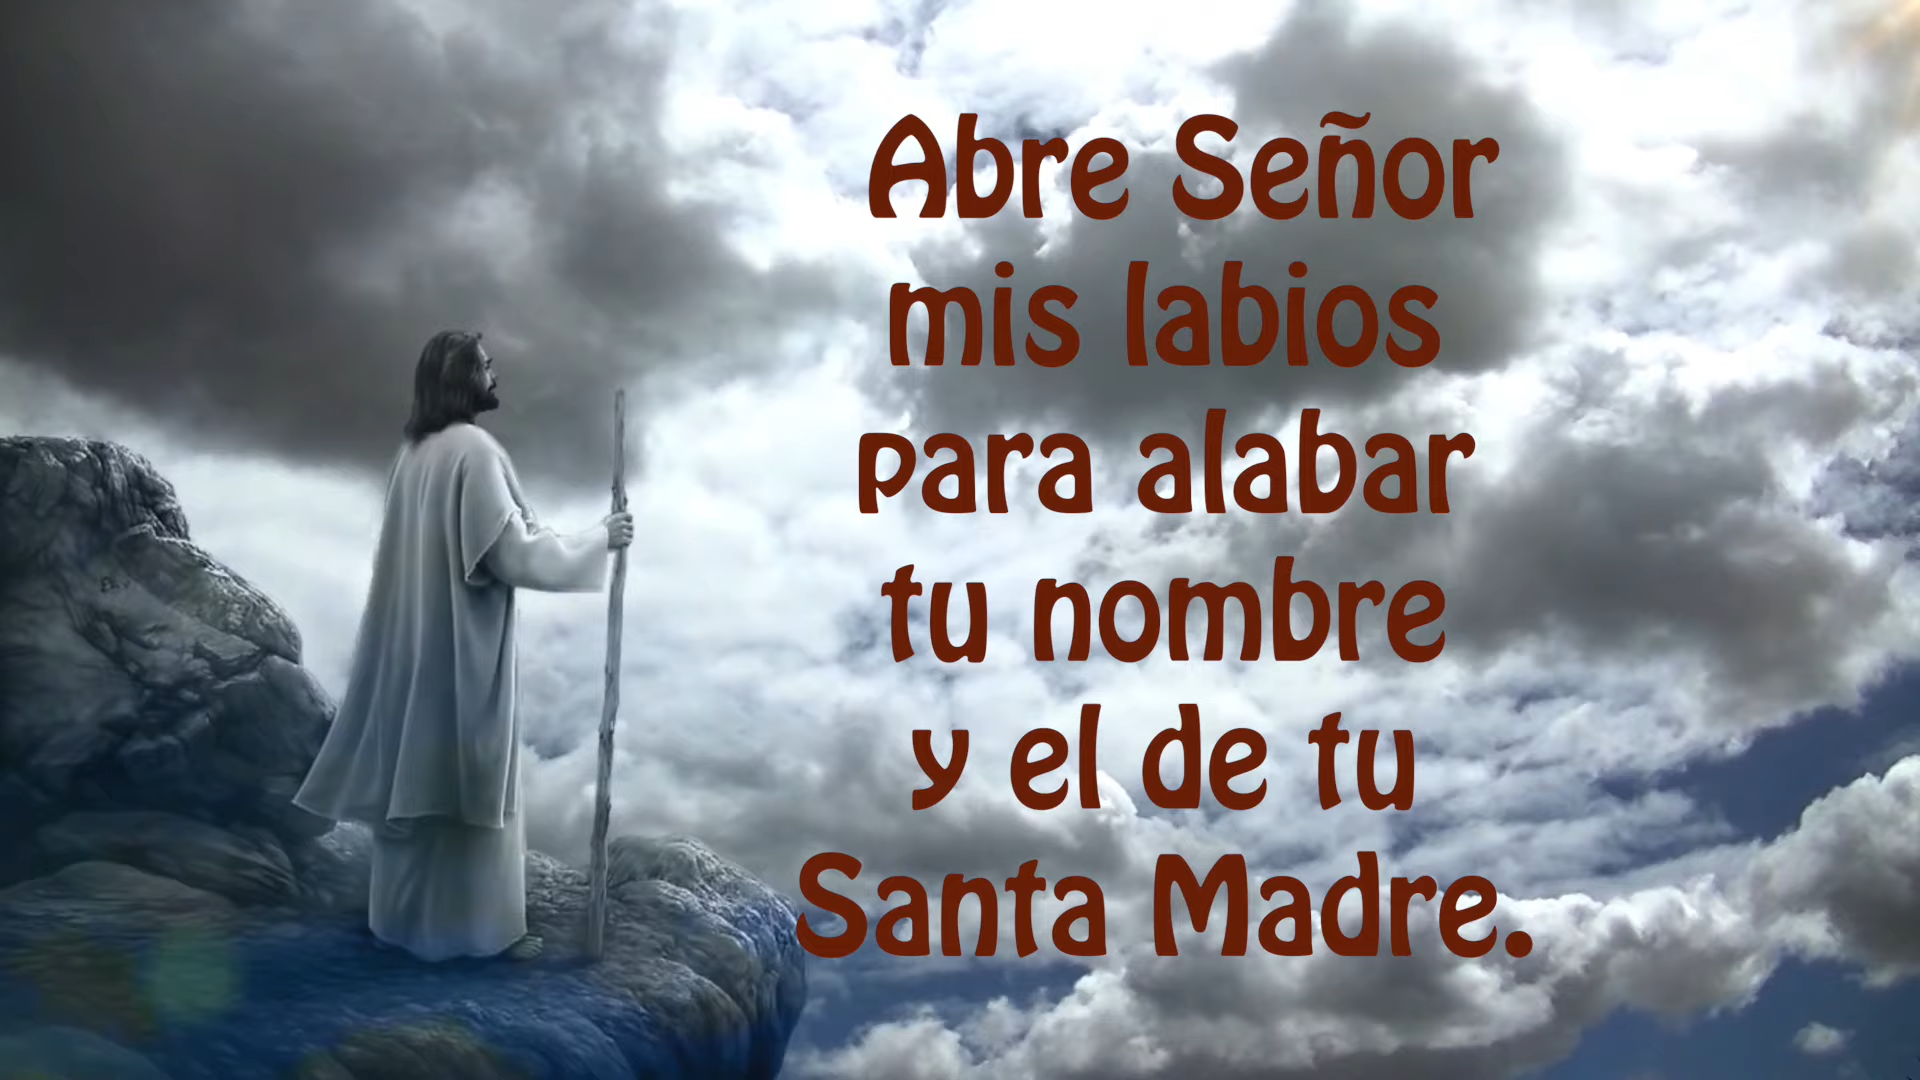 Abre Señor
mis labios
para alabar
tu nombre
y el de tu
Santa Madre.